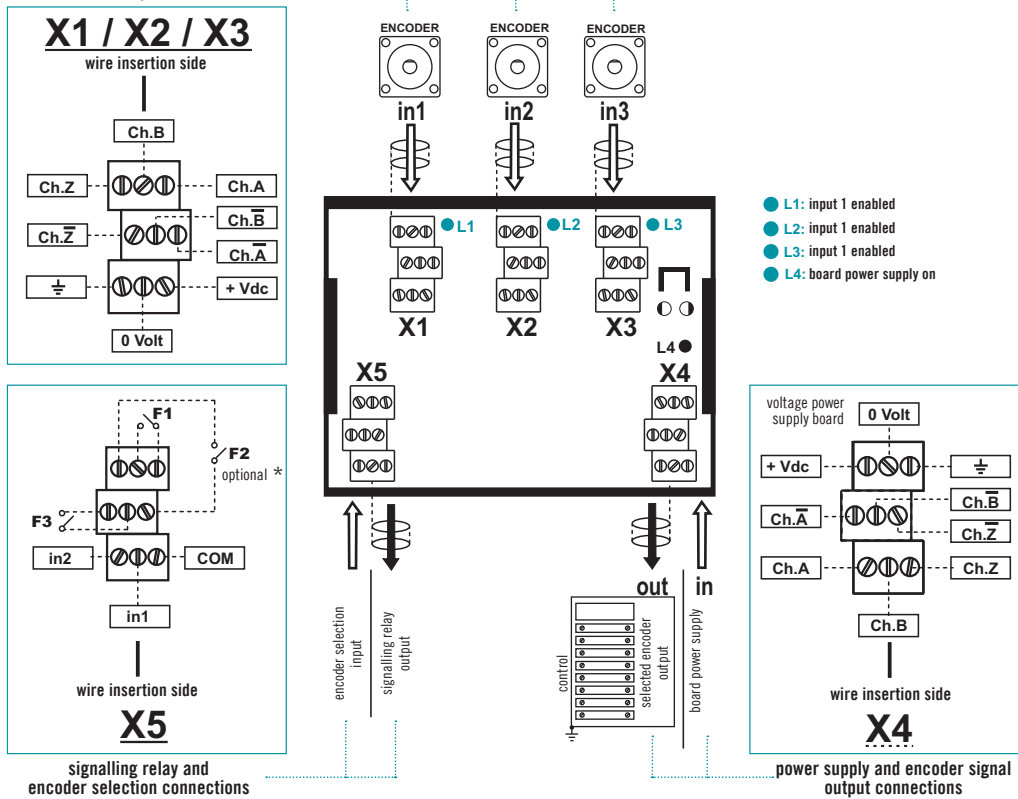 X1 / X2 / X3
wire insertion side
Ch.B
Ch.Z
Ch.A
Ch.B̅
Ch.Z̅
Ch.A̅
+ Vdc
0 Volt
ENCODER
ENCODER
ENCODER
in1
in2
in3
L1
L2
L3
X1
X2
X3
L4
X5
X4
L1: input 1 enabled
L2: input 1 enabled
L3: input 1 enabled
L4: board power supply on
F1
F2
optional *
F3
in2
COM
in1
wire insertion side
X5
signalling relay and
encoder selection connections
encoder selection
input
signalling relay
output
out
in
control
selected encoder
output
board power supply
voltage power
supply board
0 Volt
+ Vdc
Ch.B̅
Ch.A̅
Ch.Z̅
Ch.A
Ch.Z
Ch.B
wire insertion side
X4
power supply and encoder signal
output connections